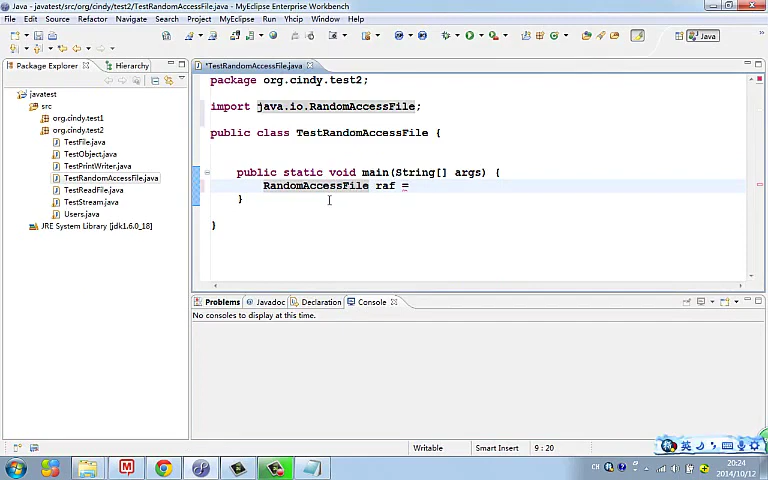 Java - javatest/src/org/cindy/test2/TestRandomAccessFile.java - MyEclipse Enterprise Workbench
File Edit Source Refactor Navigate Search Project MyEclipse Run Yhcip Window Help
Java
Package Explorer Hierarchy
*TestRandomAccessFile.java
javatest
src
org.cindy.test1
org.cindy.test2
TestFile.java
TestObject.java
TestPrintWriter.java
TestRandomAccessFile.java
TestReadFile.java
TestStream.java
Users.java
JRE System Library [jdk1.6.0_18]
package org.cindy.test2;
import java.io.RandomAccessFile;
public class TestRandomAccessFile {
public static void main(String[] args) {
RandomAccessFile raf =
}
}
Problems Javadoc Declaration Console
No consoles to display at this time.
Writable Smart Insert 9 : 20
英
CH
20:24
2014/10/12